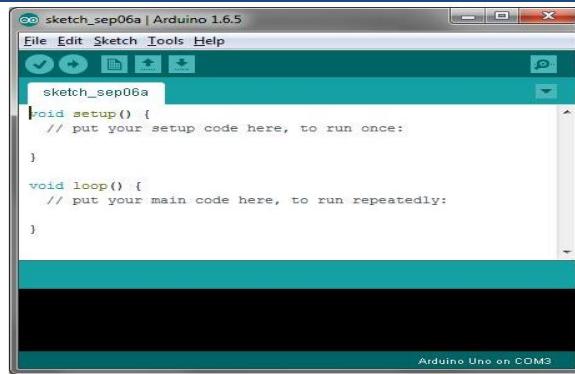 sketch_sep06a | Arduino 1.6.5
File Edit Sketch Tools Help
sketch_sep06a
void setup() {
  // put your setup code here, to run once:
}
void loop() {
  // put your main code here, to run repeatedly:
}
Arduino Uno on COM3